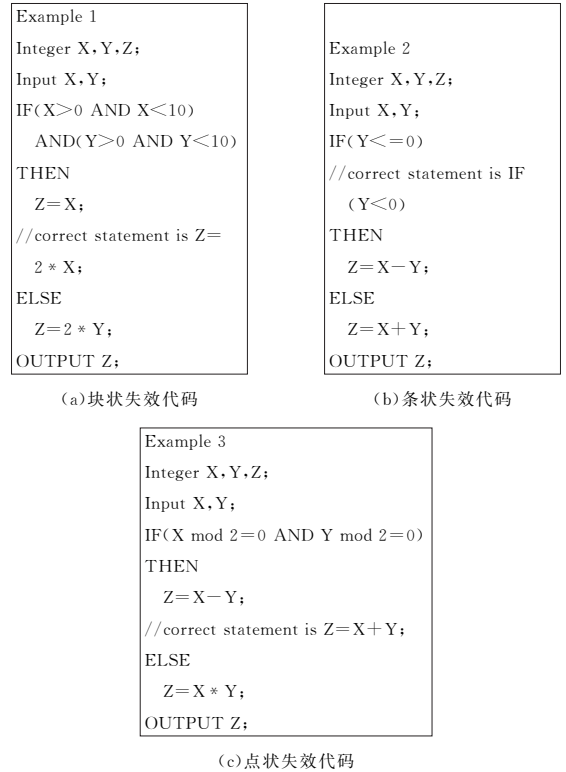 Example 1
Integer X,Y,Z;
Input X,Y;
IF(X>0 AND X<10)
AND(Y>0 AND Y<10)
THEN
Z=X;
//correct statement is Z=
2 * X;
ELSE
Z=2 * Y;
OUTPUT Z;
(a)块状失效代码
Example 2
Integer X,Y,Z;
Input X,Y;
IF(Y<=0)
//correct statement is IF
(Y<0)
THEN
Z=X-Y;
ELSE
Z=X+Y;
OUTPUT Z;
(b)条状失效代码
Example 3
Integer X,Y,Z;
Input X,Y;
IF(X mod 2=0 AND Y mod 2=0)
THEN
Z=X-Y;
//correct statement is Z=X+Y;
ELSE
Z=X * Y;
OUTPUT Z;
(c)点状失效代码